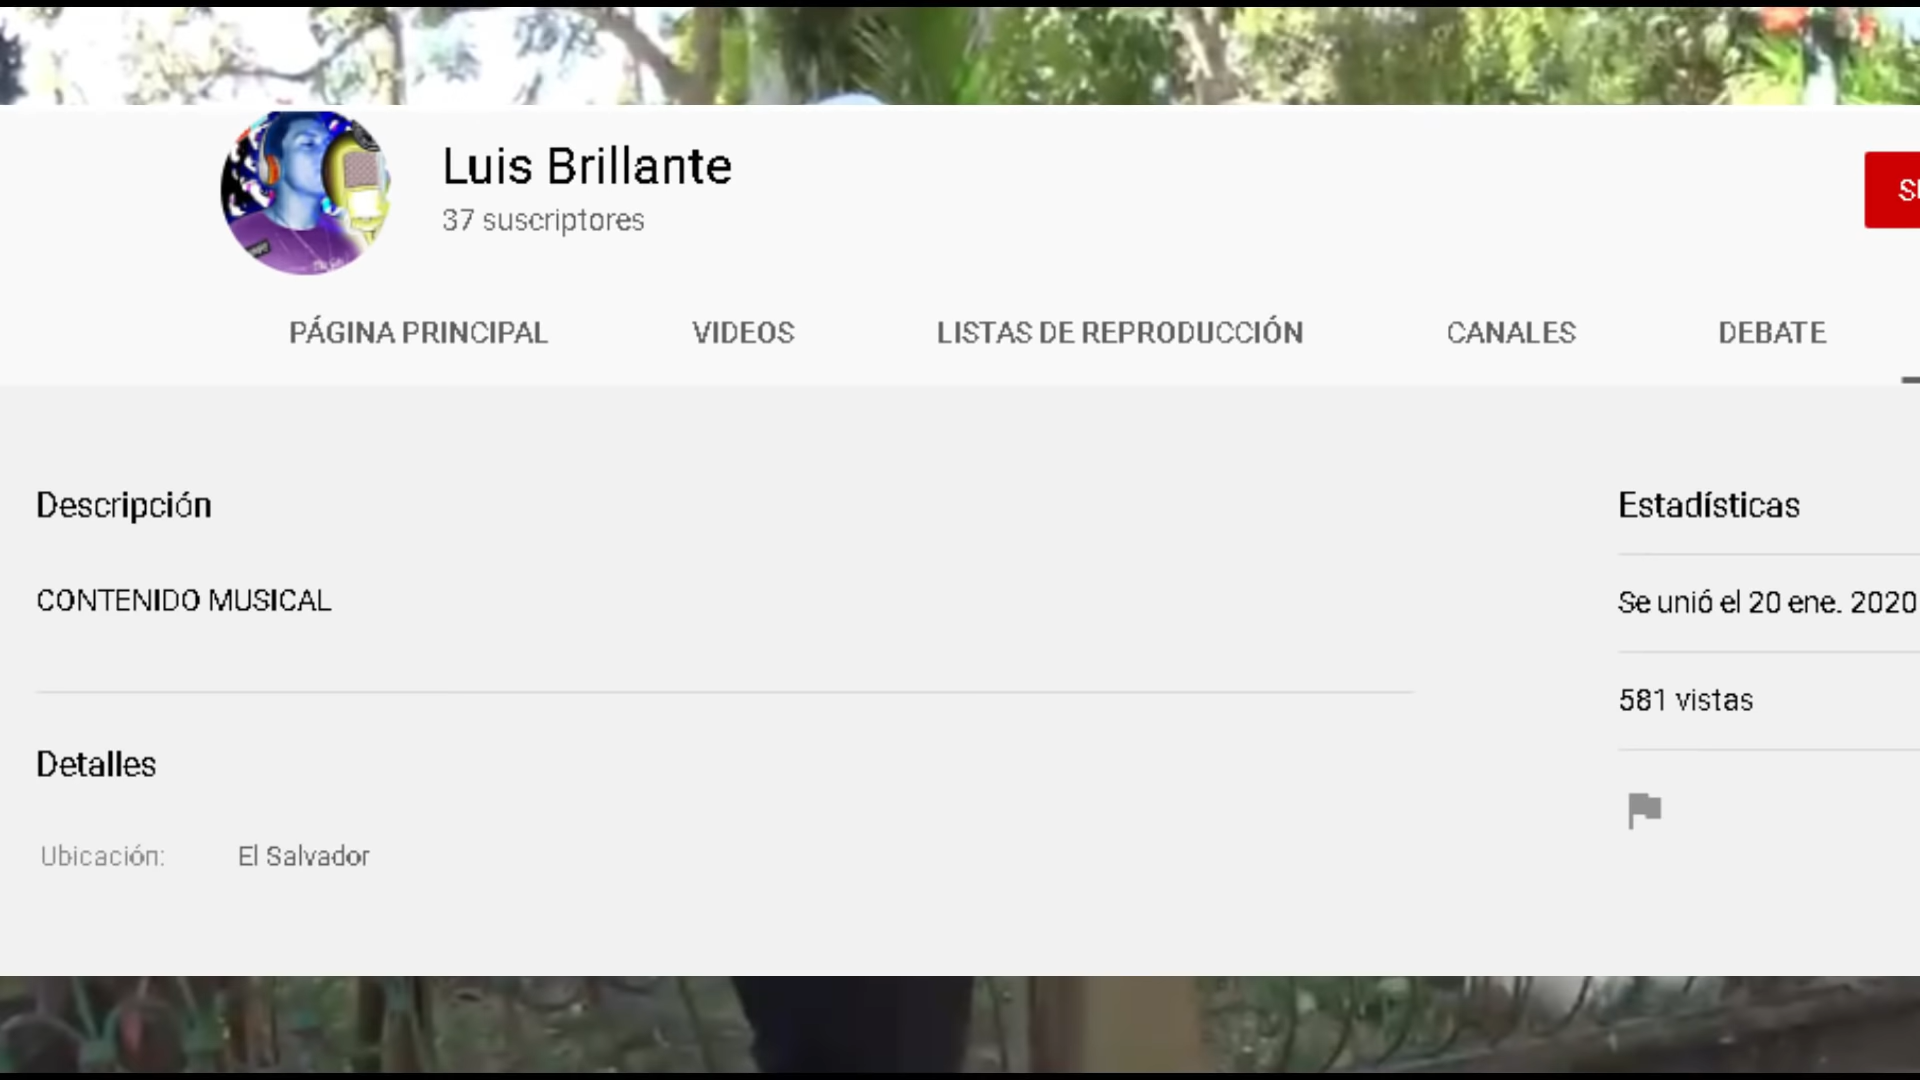 Luis Brillante
37 suscriptores
PÁGINA PRINCIPAL VIDEOS LISTAS DE REPRODUCCIÓN CANALES DEBATE
Descripción
CONTENIDO MUSICAL
Detalles
Ubicación: El Salvador
Estadísticas
Se unió el 20 ene. 2020
581 vistas